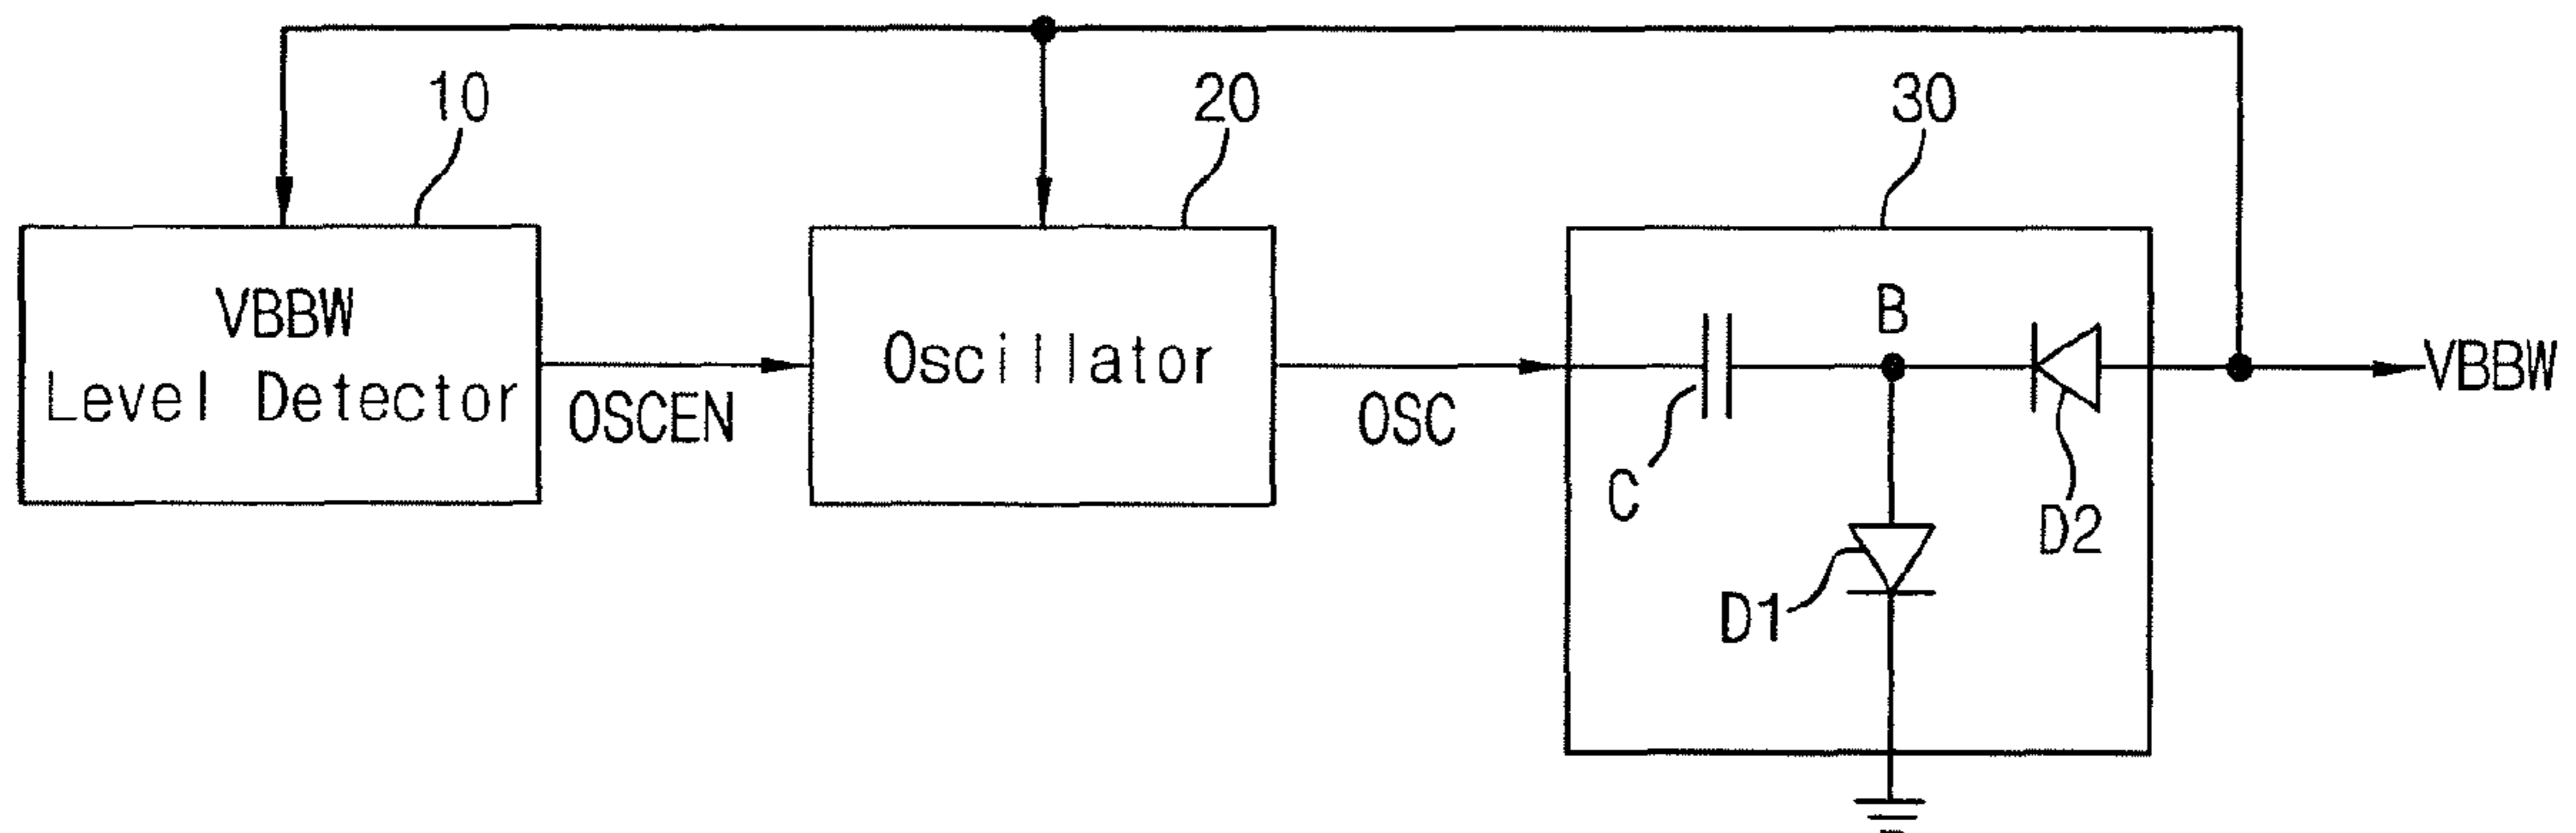 10
20
30
VBBW
Level Detector
OSCEN
Oscillator
OSC
B
C
D1
D2
VBBW